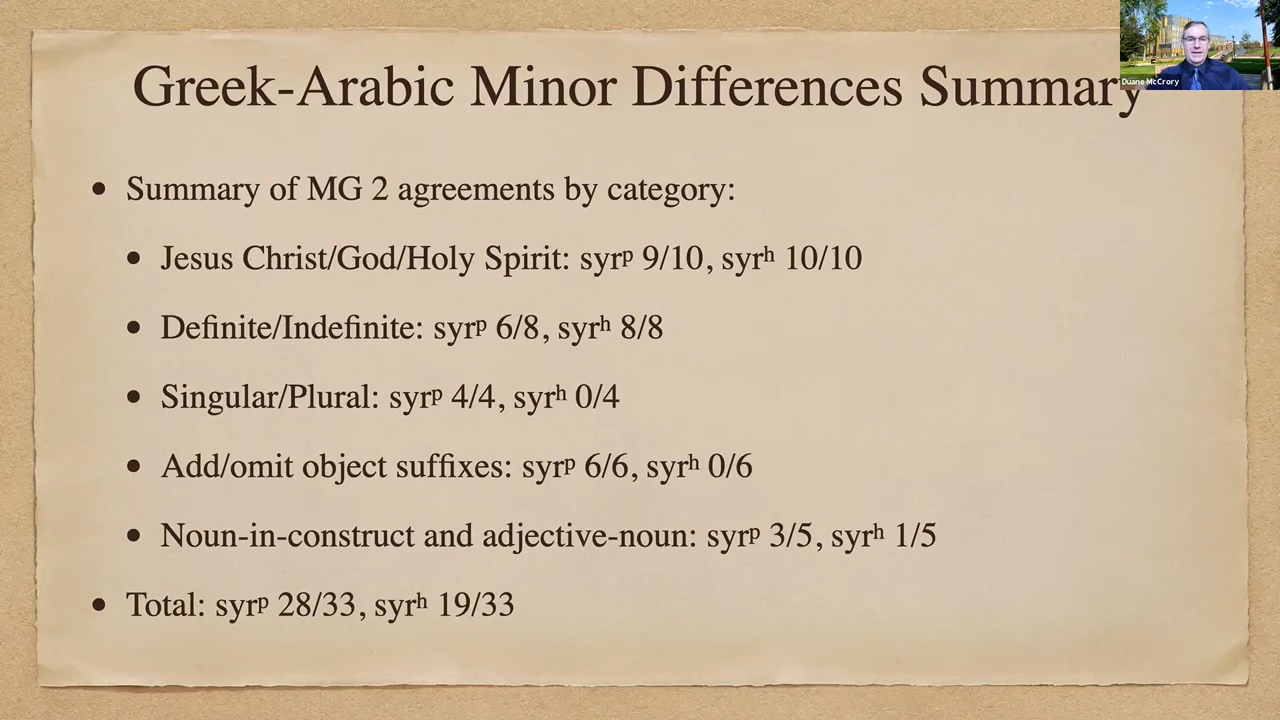 Greek-Arabic Minor Differences Summary
Duane McCrory
• Summary of MG 2 agreements by category:
• Jesus Christ/God/Holy Spirit: syrᵖ 9/10, syrʰ 10/10
• Definite/Indefinite: syrᵖ 6/8, syrʰ 8/8
• Singular/Plural: syrᵖ 4/4, syrʰ 0/4
• Add/omit object suffixes: syrᵖ 6/6, syrʰ 0/6
• Noun-in-construct and adjective-noun: syrᵖ 3/5, syrʰ 1/5
• Total: syrᵖ 28/33, syrʰ 19/33